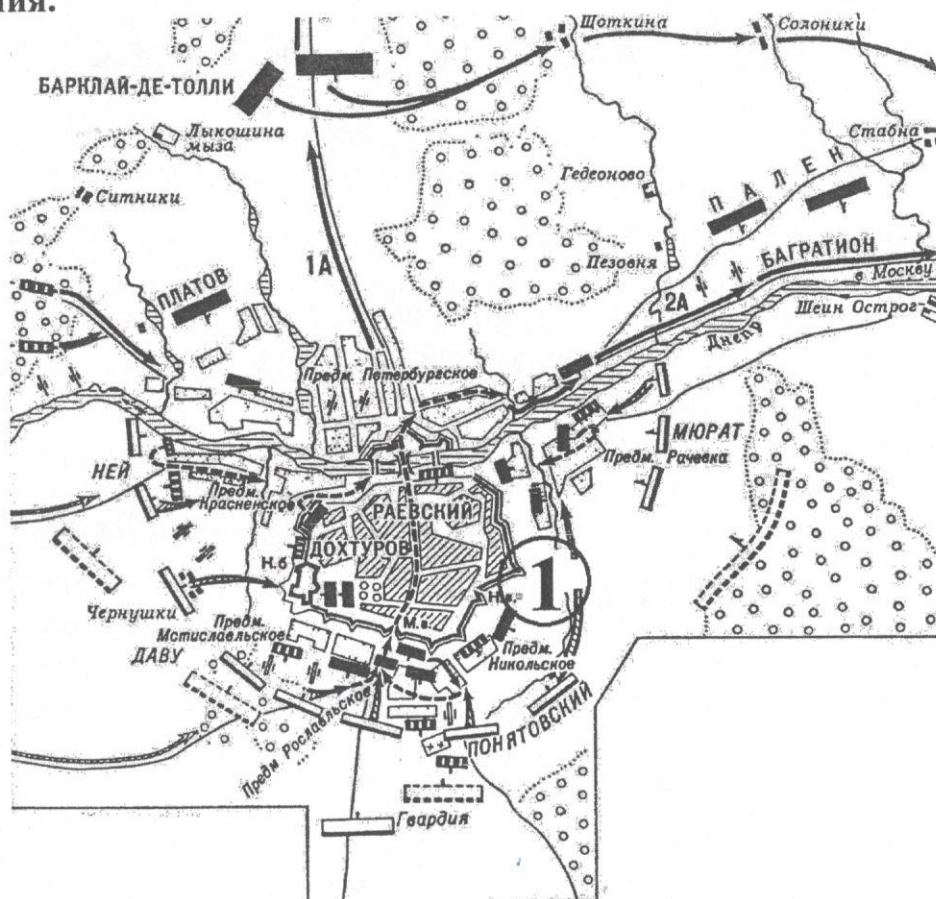 ния.
Щоткина
Солоники
БАРКЛАЙ-ДЕ-ТОЛЛИ
Лыкошина
мыза
Стабна
Гедеоново
Ситники
ПАЛЕН
1А
Пезовня
БАГРАТИОН
ПЛАТОВ
в Москву
2А
Шеин Острог
Днепр
Предм. Петербургское
МЮРАТ
НЕЙ
Предм. Рачевка
Предм.
Красненское
РАЕВСКИЙ
ДОХТУРОВ
Н.б
1
Чернушки
Предм.
Мстиславльское
М.в.
Предм.
Никольское
ДАВУ
Предм Рославльское
ПОНЯТОВСКИЙ
Гвардия